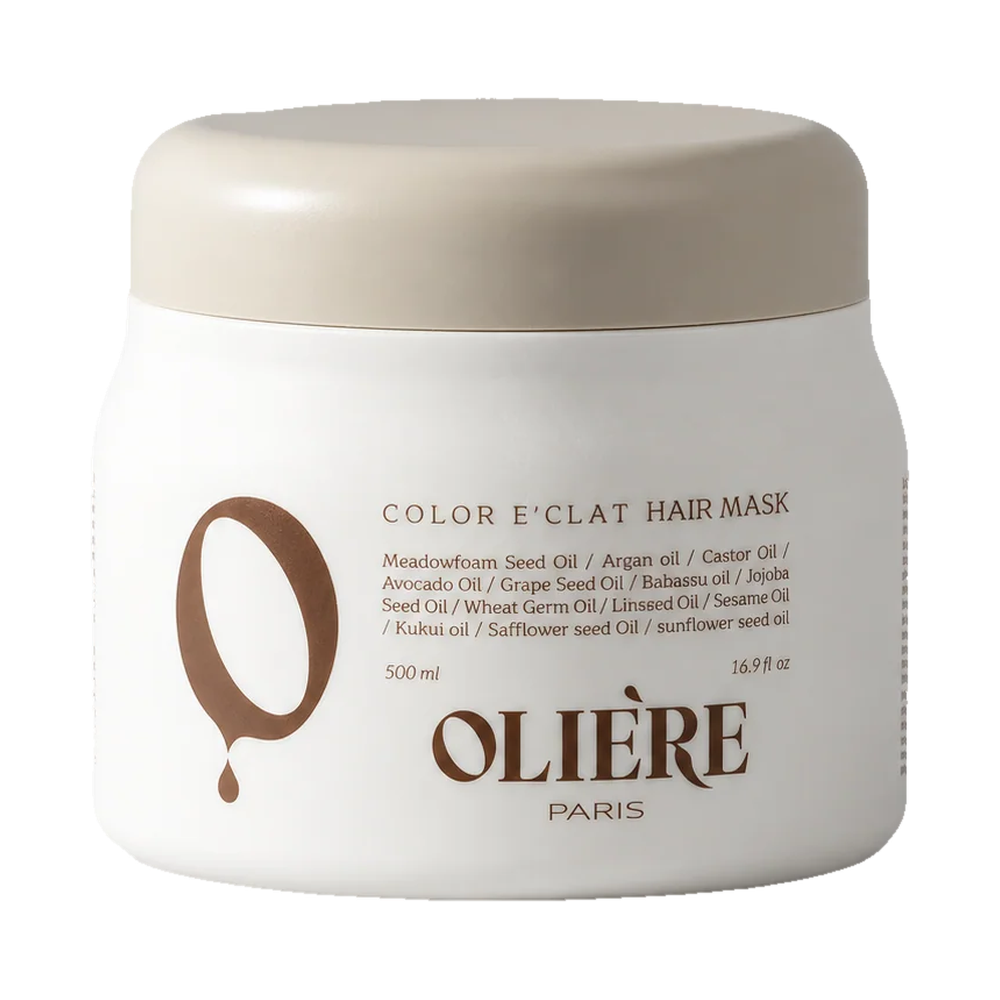 COLOR E'CLAT HAIR MASK
Meadowfoam Seed Oil / Argan oil / Castor Oil /
Avocado Oil / Grape Seed Oil / Babassu oil / Jojoba
Seed Oil / Wheat Germ Oil / Linseed Oil / Sesame Oil
/ Kukui oil / Safflower seed Oil / sunflower seed oil
500 ml 16.9 fl oz
OLIÈRE
PARIS